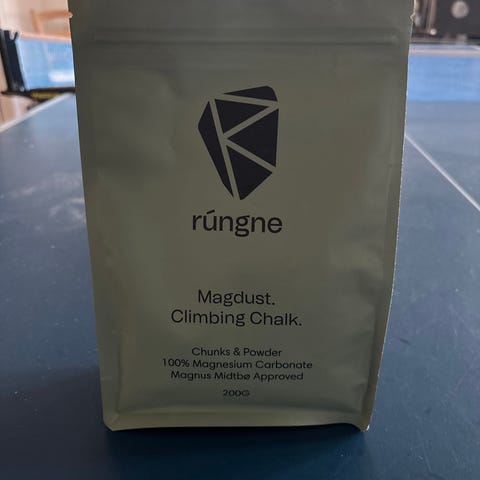 rúngne
Magdust.
Climbing Chalk.
Chunks & Powder
100% Magnesium Carbonate
Magnus Midtbø Approved
200G